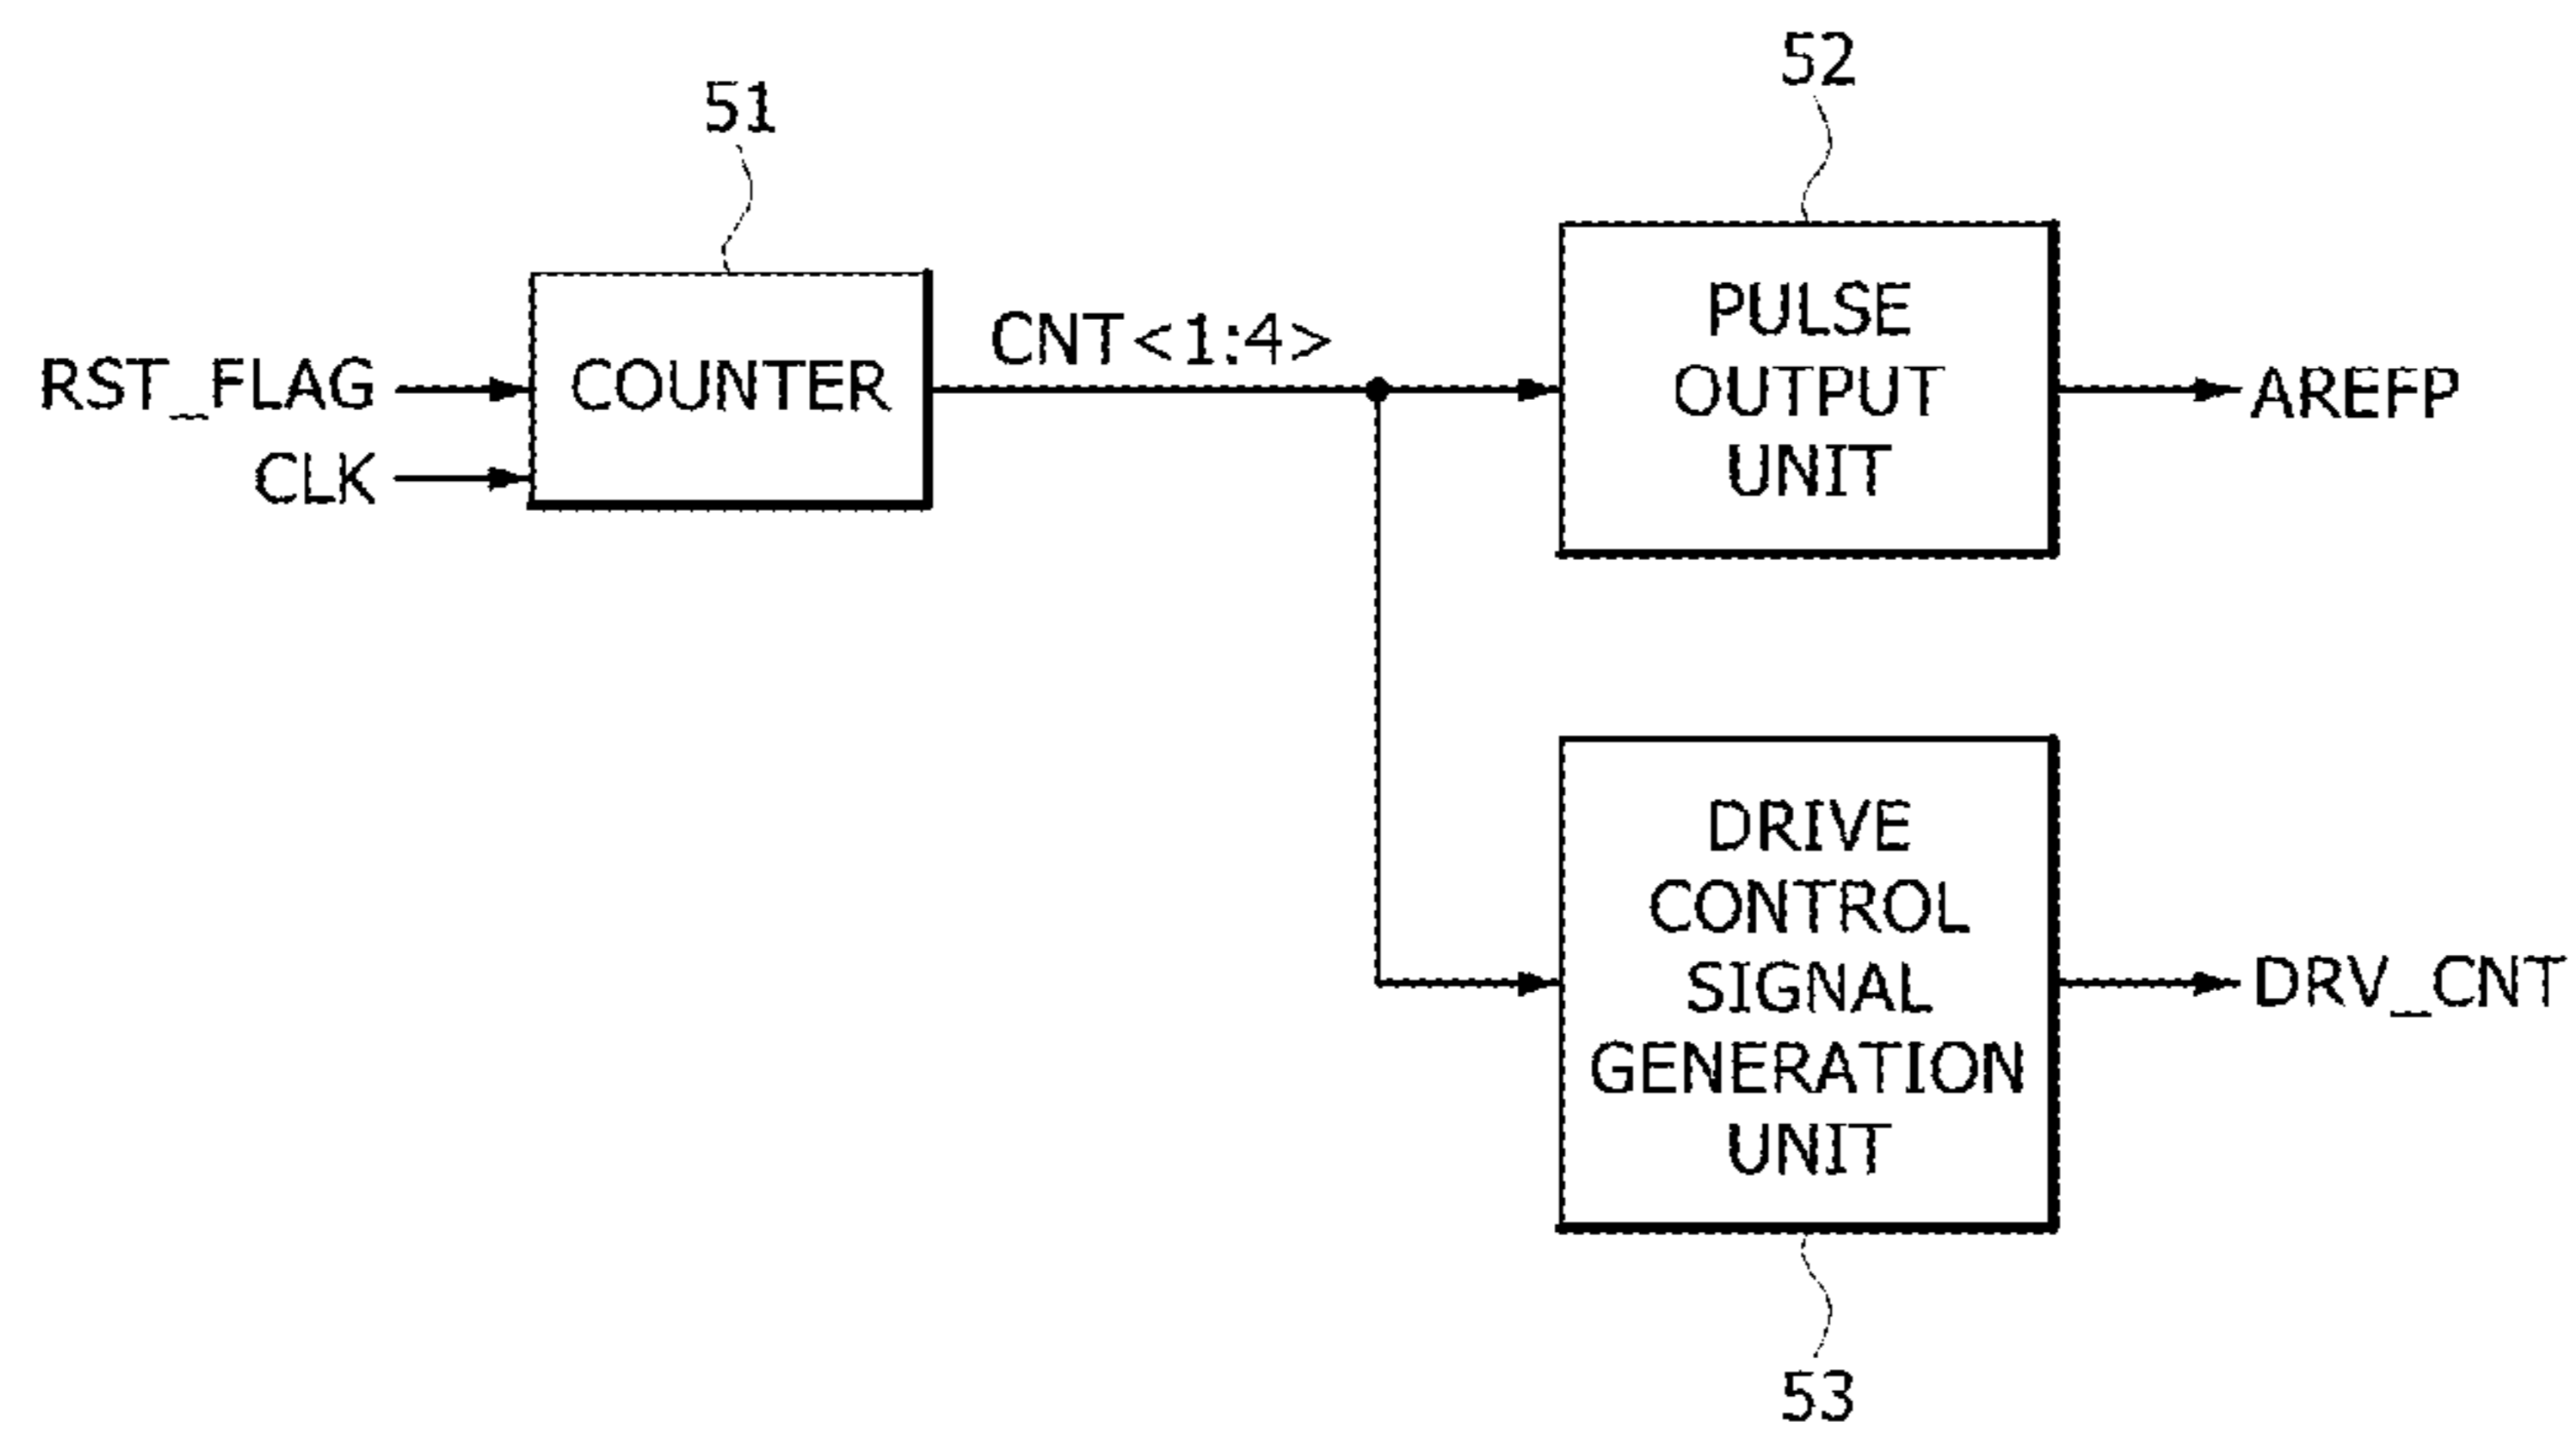 52
51
PULSE
OUTPUT
UNIT
CNT<1:4>
RST_FLAG
COUNTER
AREFP
CLK
DRIVE
CONTROL
SIGNAL
GENERATION
UNIT
DRV_CNT
53